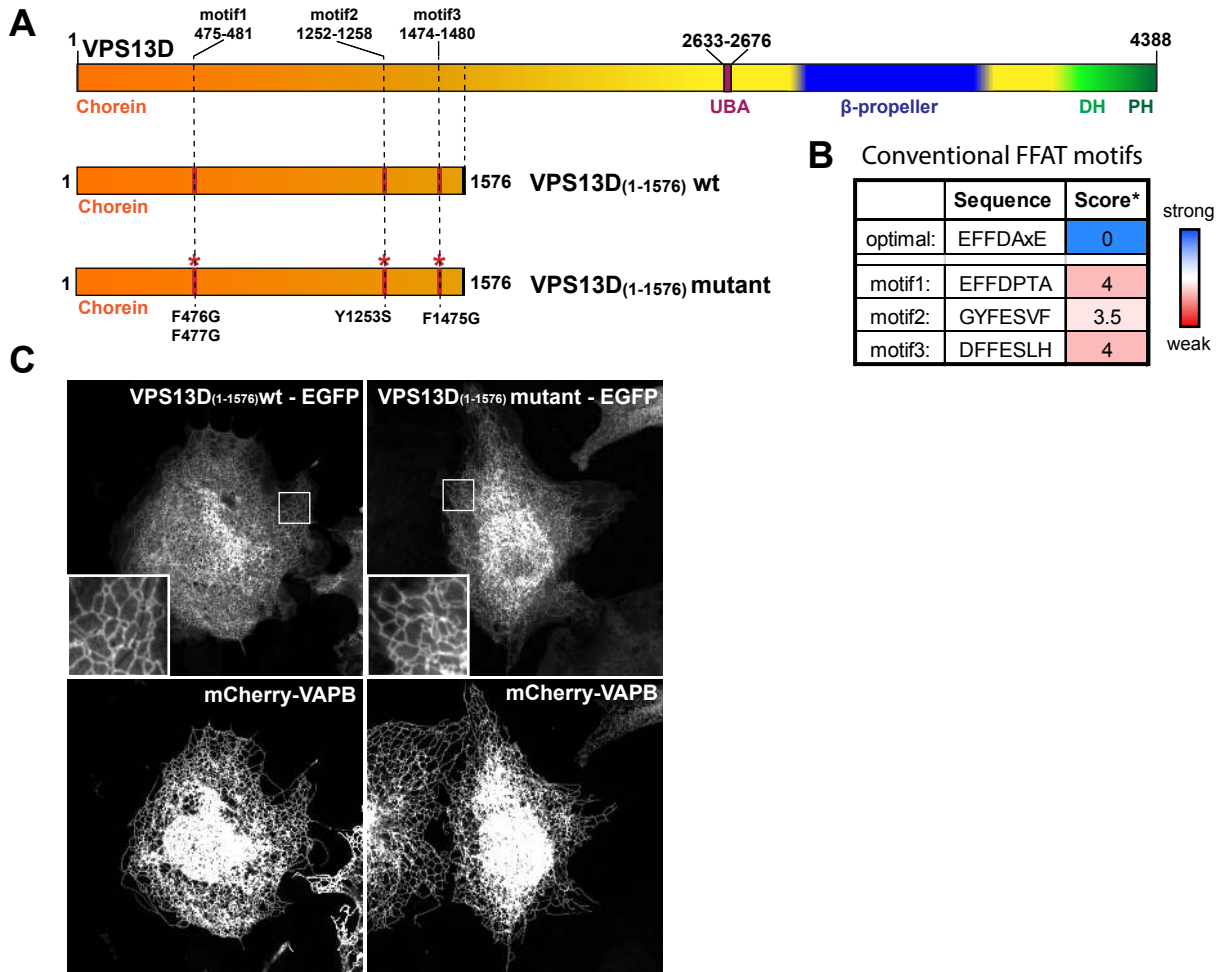 A
motif1
475-481
motif2
1252-1258
motif3
1474-1480
1
VPS13D
2633-2676
4388
Chorein
UBA
β-propeller
DH
PH
1
1576
VPS13D(1-1576) wt
Chorein
* * *
1
1576
VPS13D(1-1576) mutant
Chorein
F476G
F477G
Y1253S
F1475G
B
Conventional FFAT motifs
Sequence Score*
optimal: EFFDAxE 0
motif1: EFFDPTA 4
motif2: GYFESVF 3.5
motif3: DFFESLH 4
strong
weak
C
VPS13D(1-1576)wt - EGFP
VPS13D(1-1576) mutant - EGFP
mCherry-VAPB
mCherry-VAPB